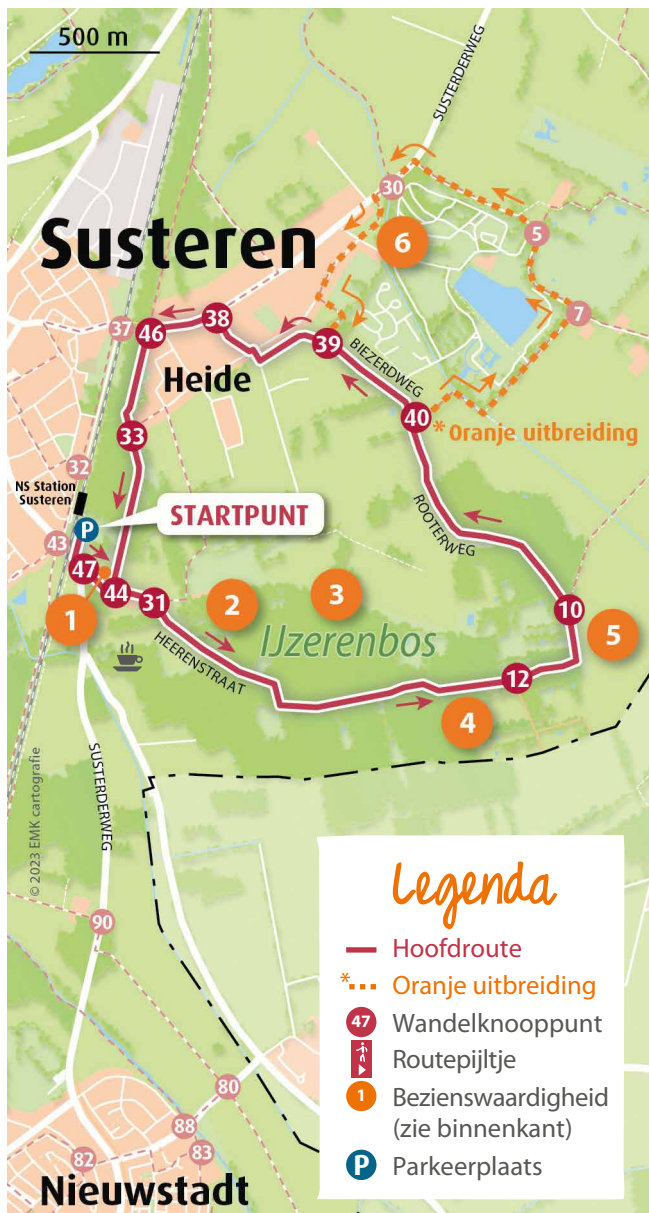 500 m
SUSTERDERWEG
30
5
6
Susteren
7
37
46
38
39
BIEZERDWEG
Heide
40
* Oranje uitbreiding
33
32
NS Station
Susteren
P
STARTPUNT
43
ROOTERWEG
47
44
31
1
2
3
10
5
IJzerenbos
HEERENSTRAAT
12
4
SUSTERDERWEG
© 2023 EMK cartografie
90
80
88
82
83
Nieuwstadt
Legenda
Hoofdroute
* Oranje uitbreiding
47 Wandelknooppunt
Routepijltje
1 Bezienswaardigheid
(zie binnenkant)
P Parkeerplaats